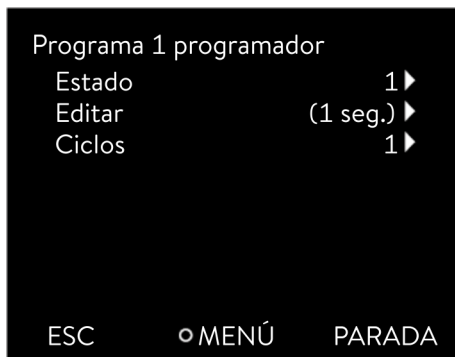 Programa 1 programador
Estado 1
Editar (1 seg.)
Ciclos 1
ESC MENÚ PARADA